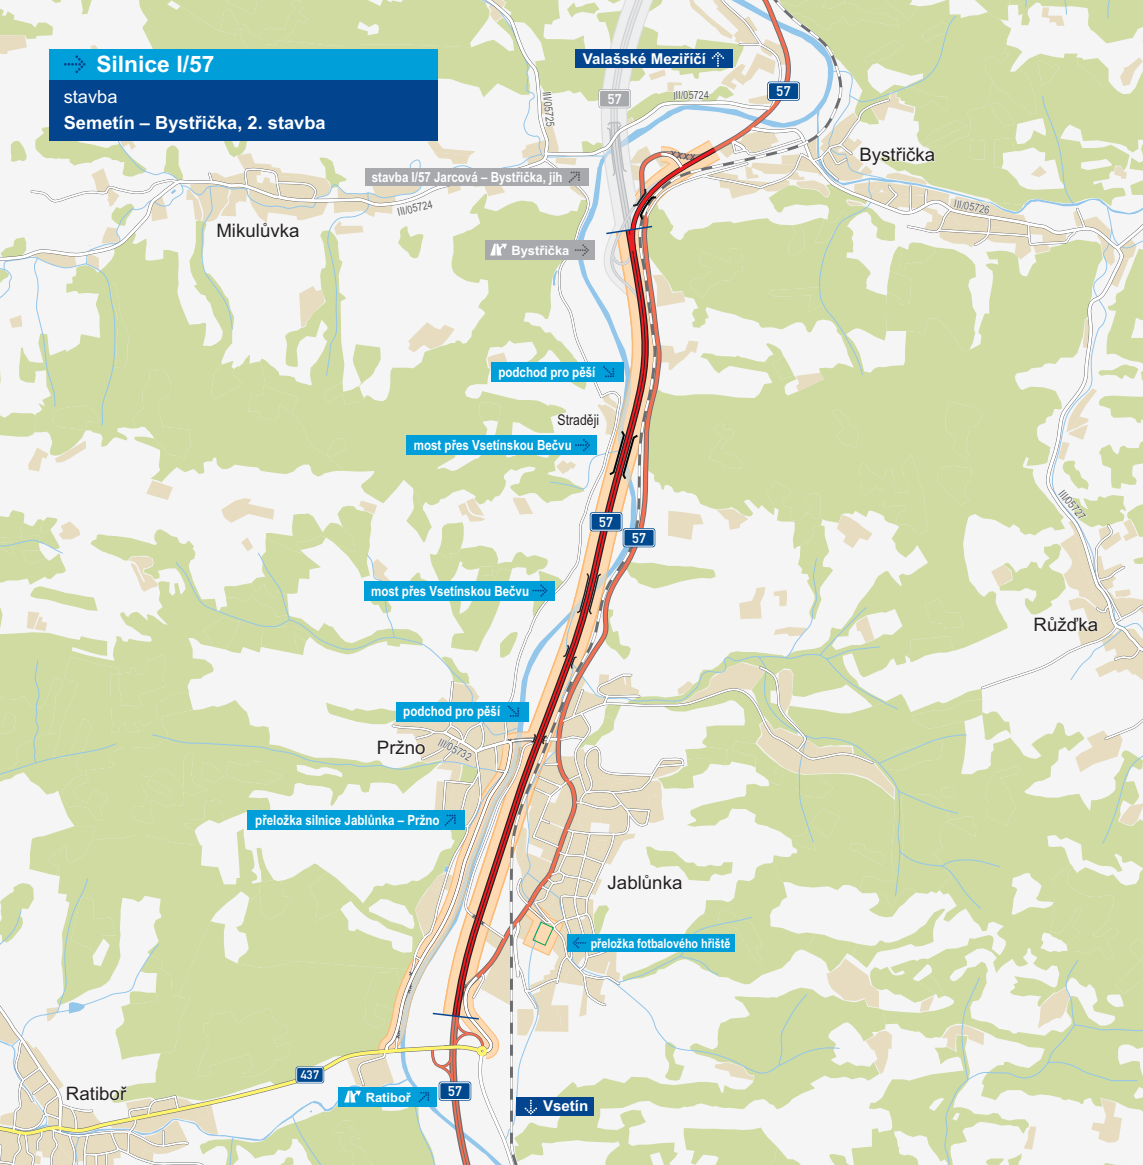 Silnice I/57
stavba
Semetín – Bystřička, 2. stavba
Valašské Meziříčí
57
57
III/05724
III/05725
Bystřička
stavba I/57 Jarcová – Bystřička, jih
XXXX
III/05724
III/05726
Mikulůvka
Bystřička
podchod pro pěší
Straději
most přes Vsetínskou Bečvu
III/05727
57
57
most přes Vsetínskou Bečvu
Růžďka
podchod pro pěší
Pržno
III/05732
přeložka silnice Jablůnka – Pržno
Jablůnka
přeložka fotbalového hřiště
437
Ratiboř
Ratiboř
57
Vsetín